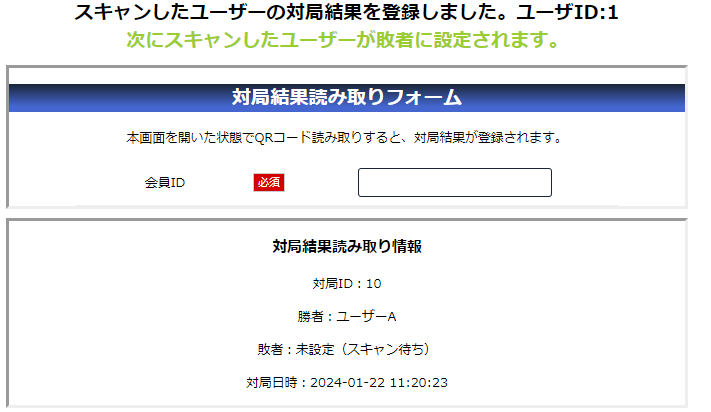 スキャンしたユーザーの対局結果を登録しました。ユーザID:1
次にスキャンしたユーザーが敗者に設定されます。
対局結果読み取りフォーム
本画面を開いた状態でQRコード読み取りすると、対局結果が登録されます。
会員ID 必須
対局結果読み取り情報
対局ID：10
勝者：ユーザーA
敗者：未設定（スキャン待ち）
対局日時：2024-01-22 11:20:23